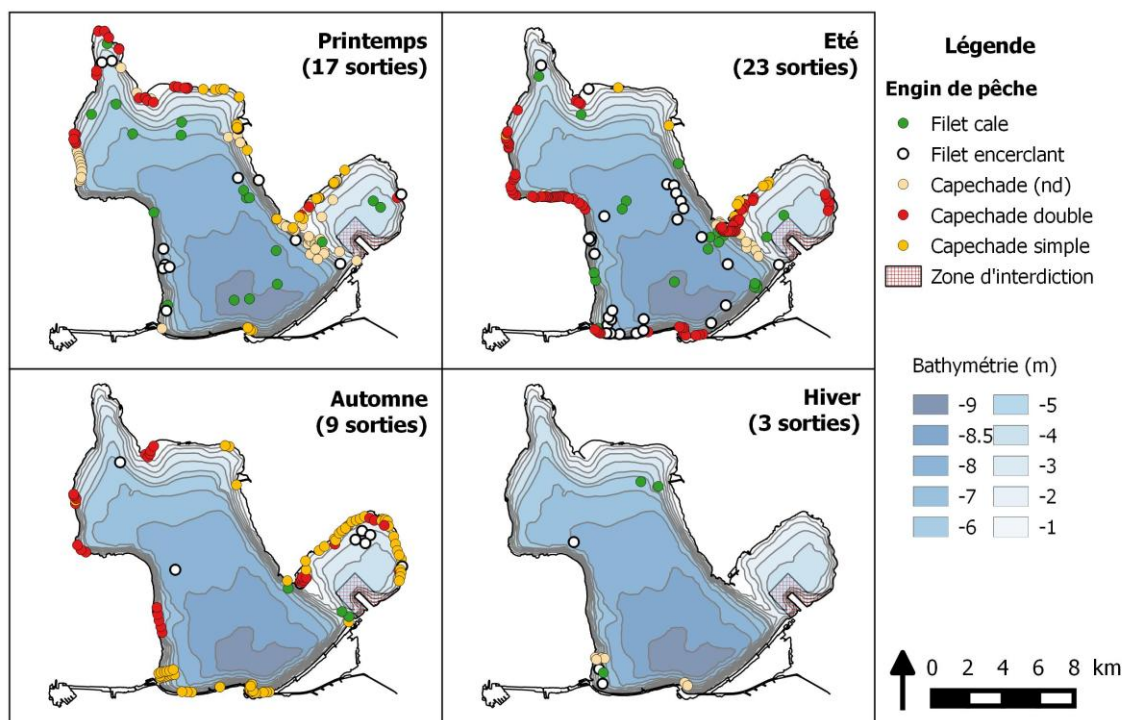 Printemps
(17 sorties)
Eté
(23 sorties)
Automne
(9 sorties)
Hiver
(3 sorties)
Légende
Engin de pêche
Filet cale
Filet encerclant
Capechade (nd)
Capechade double
Capechade simple
Zone d'interdiction
Bathymétrie (m)
-9 -5
-8.5 -4
-8 -3
-7 -2
-6 -1
0 2 4 6 8 km